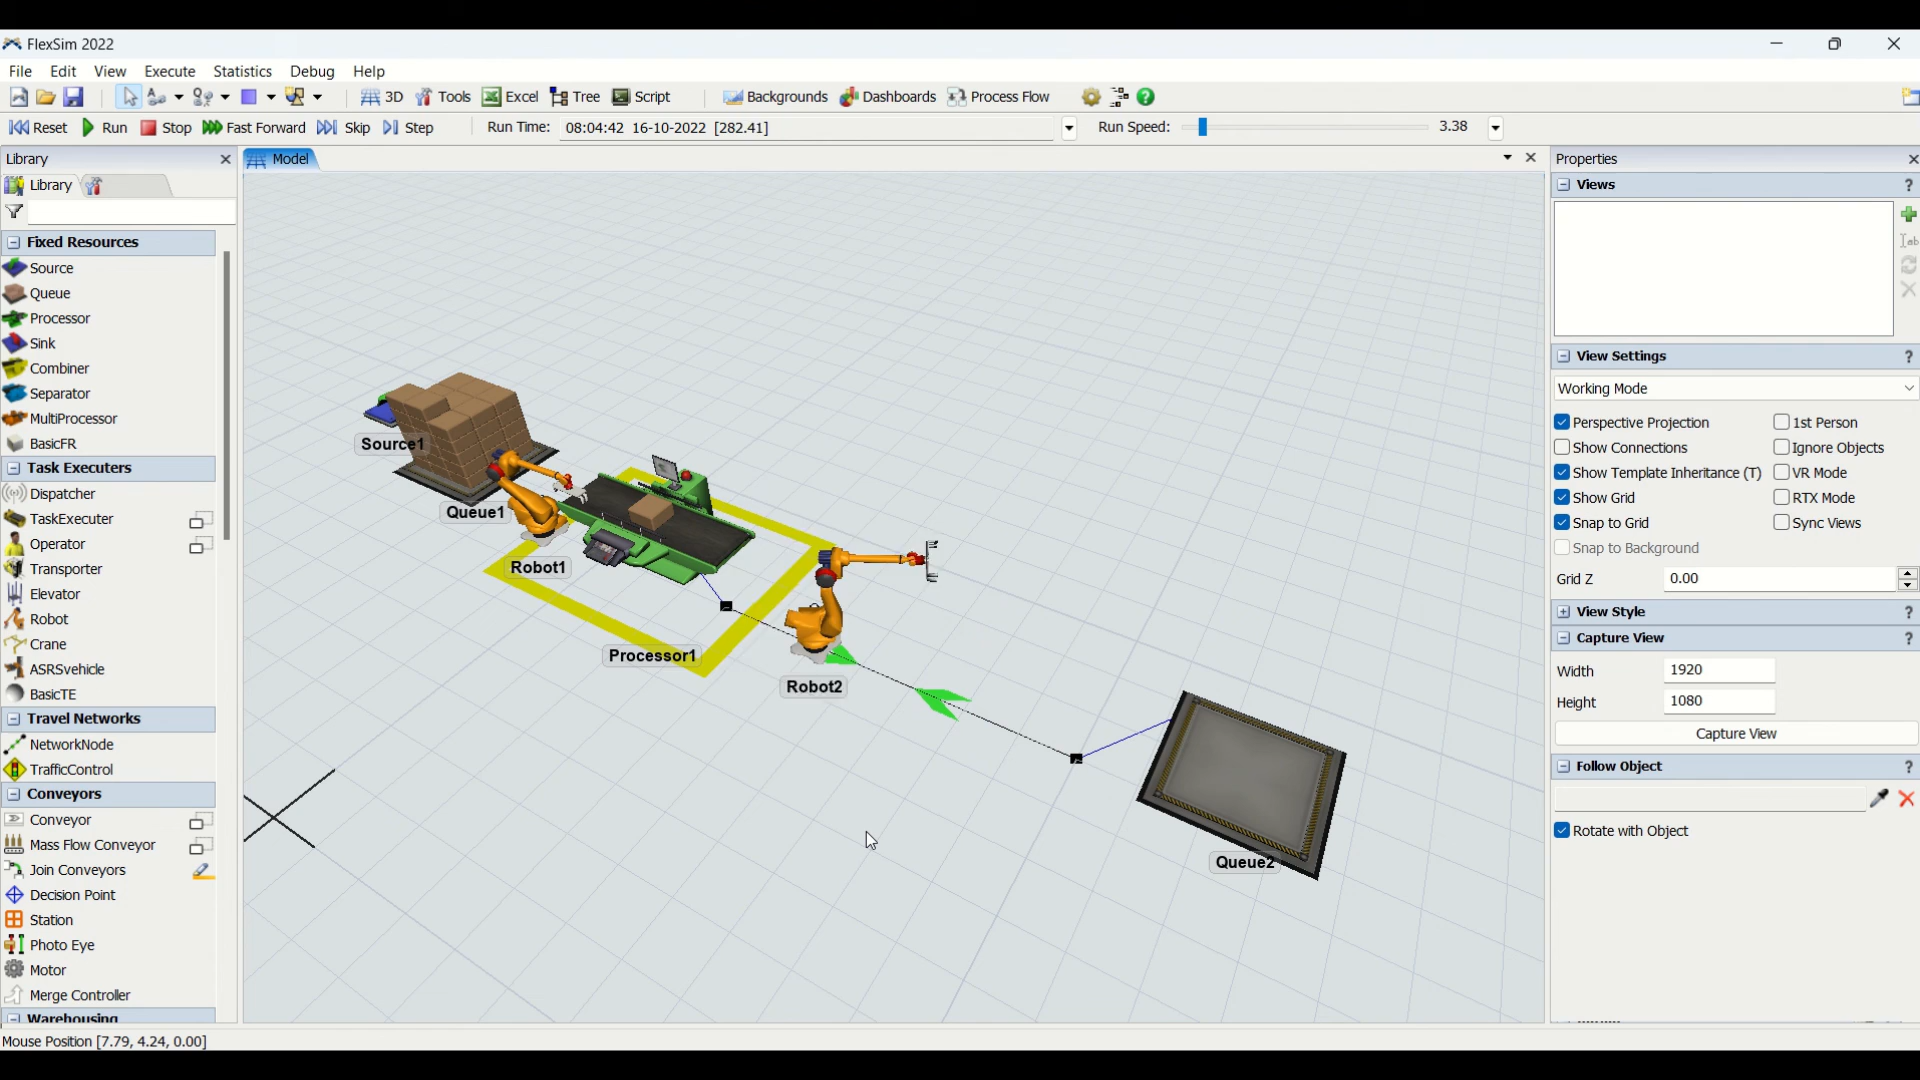 FlexSim 2022
File Edit View Execute Statistics Debug Help
3D Tools Excel Tree Script Backgrounds Dashboards Process Flow
Reset Run Stop Fast Forward Skip Step Run Time: 08:04:42 16-10-2022 [282.41] Run Speed: 3.38
Library
Library
Fixed Resources
Source
Queue
Processor
Sink
Combiner
Separator
MultiProcessor
BasicFR
Task Executers
Dispatcher
TaskExecuter
Operator
Transporter
Elevator
Robot
Crane
ASRSvehicle
BasicTE
Travel Networks
NetworkNode
TrafficControl
Conveyors
Conveyor
Mass Flow Conveyor
Join Conveyors
Decision Point
Station
Photo Eye
Motor
Merge Controller
Warehousing
Mouse Position [7.79, 4.24, 0.00]
Model
Source1
Queue1
Robot1
Processor1
Robot2
Queue2
Properties
Views
View Settings
Working Mode
Perspective Projection 1st Person
Show Connections Ignore Objects
Show Template Inheritance (T) VR Mode
Show Grid RTX Mode
Snap to Grid Sync Views
Snap to Background
Grid Z 0.00
View Style
Capture View
Width 1920
Height 1080
Capture View
Follow Object
Rotate with Object